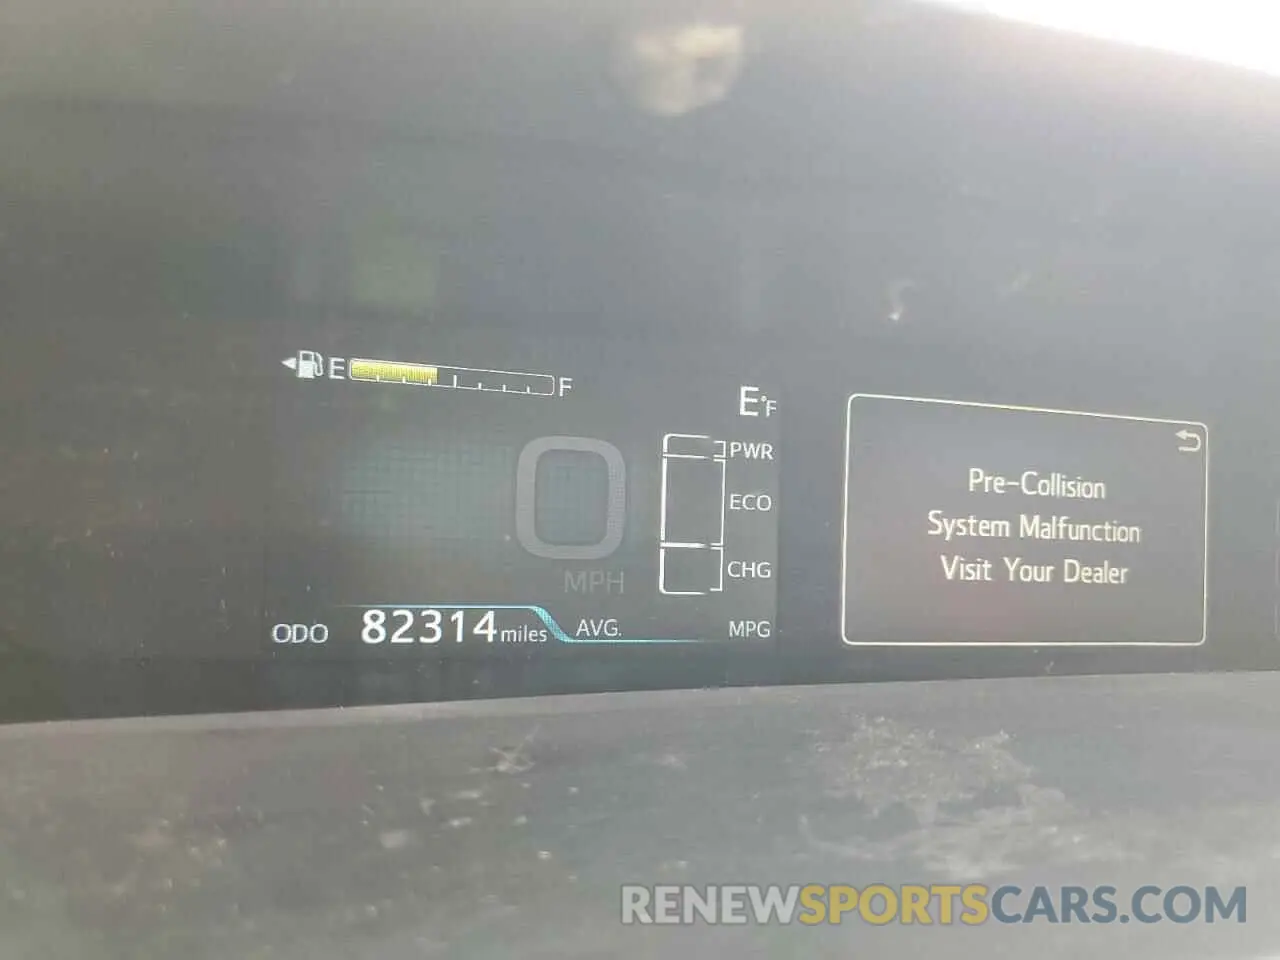 E F
E°F
PWR
ECO
CHG
0
MPH
ODO 82314 miles AVG. MPG
Pre-Collision
System Malfunction
Visit Your Dealer
RENEWSPORTSCARS.COM